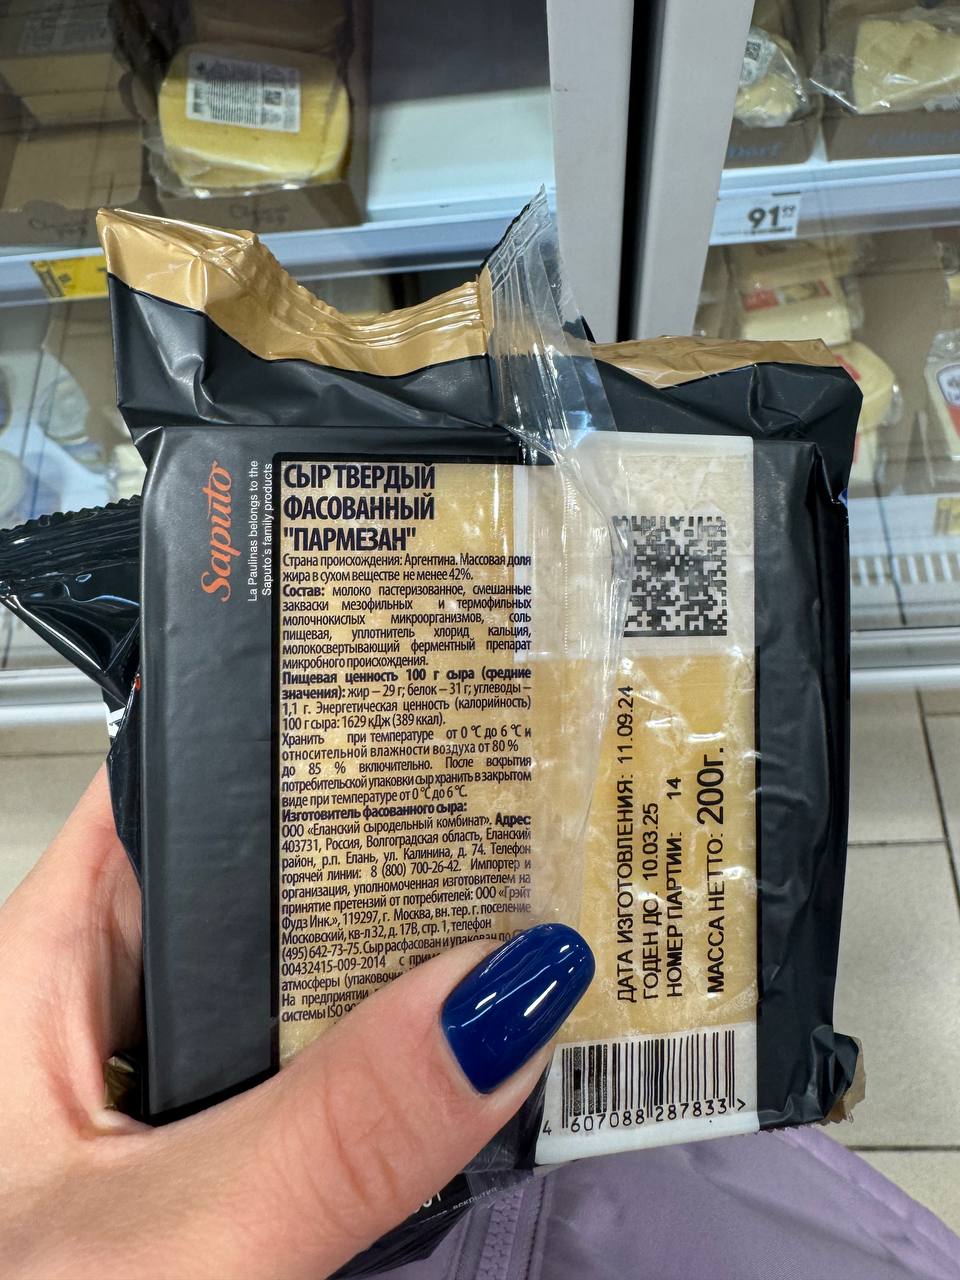 91
Saputo
La Paulinas belongs to the
Saputo's family products
СЫР ТВЕРДЫЙ
ФАСОВАННЫЙ
"ПАРМЕЗАН"
Страна происхождения: Аргентина. Массовая доля
жира в сухом веществе не менее 42%.
Состав: молоко пастеризованное, смешанные
закваски мезофильных и термофильных
молочнокислых микроорганизмов, соль
пищевая, уплотнитель хлорид кальция,
молокосвертывающий ферментный препарат
микробного происхождения.
Пищевая ценность 100 г сыра (средние
значения): жир – 29 г; белок – 31 г; углеводы –
1,1 г. Энергетическая ценность (калорийность)
100 г сыра: 1629 кДж (389 ккал).
Хранить при температуре от 0 °С до 6 °С и
относительной влажности воздуха от 80 %
до 85 % включительно. После вскрытия
потребительской упаковки сыр хранить в закрытом
виде при температуре от 0 °С до 6 °С.
Изготовитель фасованного сыра:
ООО «Еланский сыродельный комбинат». Адрес:
403731, Россия, Волгоградская область, Еланский
район, р.п. Елань, ул. Калинина, д. 74. Телефон
горячей линии: 8 (800) 700-26-42. Импортер и
организация, уполномоченная изготовителем на
принятие претензий от потребителей: ООО «Грэйт
Фудз Инк.», 119297, г. Москва, вн. тер. г. поселение
Московский, кв-л 32, д. 17В, стр. 1, телефон
(495) 642-73-75. Сыр расфасован и упакован по
00432415-009-2014 с
атмосферы
На предприятии
системы ISO
ДАТА ИЗГОТОВЛЕНИЯ: 11.09.24
ГОДЕН ДО: 10.03.25
НОМЕР ПАРТИИ: 14
МАССА НЕТТО: 200г.
4 607088 287833 >